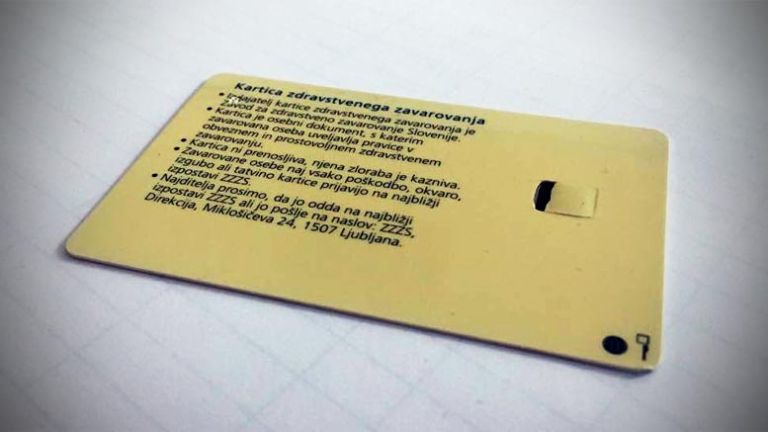 Kartica zdravstvenega zavarovanja
• Izdajatelj kartice zdravstvenega zavarovanja je
Zavod za zdravstveno zavarovanje Slovenije.
• Kartica je osebni dokument, s katerim
zavarovana oseba uveljavlja pravice v
obveznem in prostovoljnem zdravstvenem
zavarovanju.
• Kartica ni prenosljiva, njena zloraba je kazniva.
• Zavarovane osebe naj vsako poškodbo, okvaro,
izgubo ali tatvino kartice prijavijo na najbližji
izpostavi ZZZS.
• Najditelja prosimo, da jo odda na najbližji
izpostavi ZZZS ali jo pošlje na naslov: ZZZS,
Direkcija, Miklošičeva 24, 1507 Ljubljana.